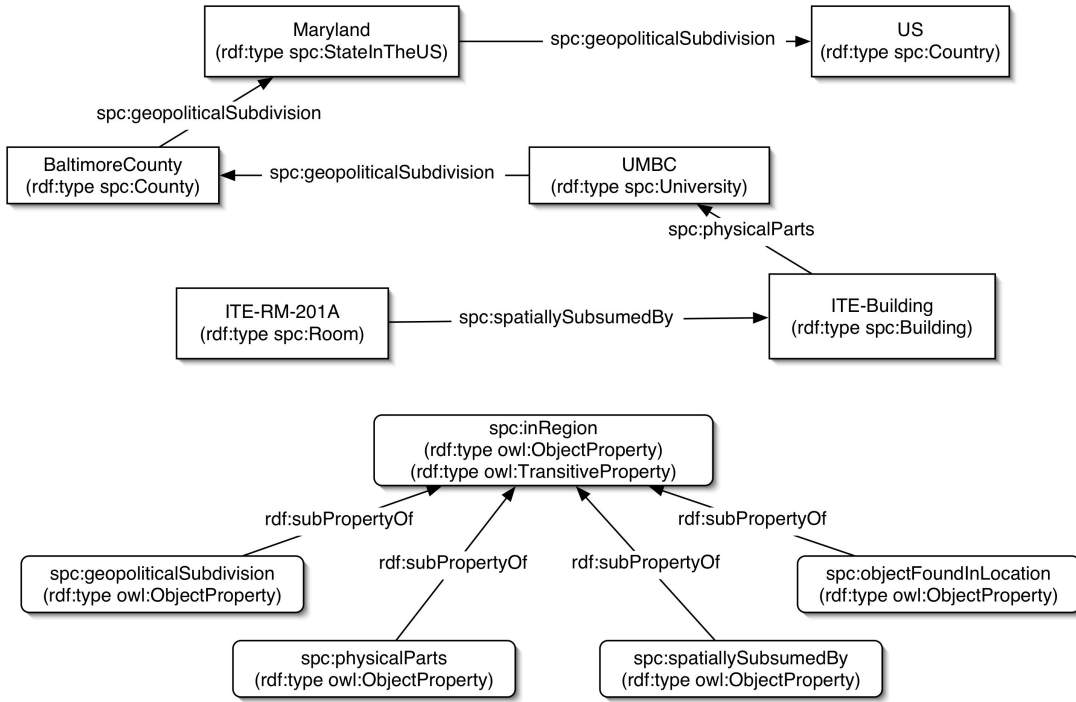 Maryland
(rdf:type spc:StateInTheUS)
spc:geopoliticalSubdivision
US
(rdf:type spc:Country)
spc:geopoliticalSubdivision
BaltimoreCounty
(rdf:type spc:County)
spc:geopoliticalSubdivision
UMBC
(rdf:type spc:University)
spc:physicalParts
ITE-RM-201A
(rdf:type spc:Room)
spc:spatiallySubsumedBy
ITE-Building
(rdf:type spc:Building)
spc:inRegion
(rdf:type owl:ObjectProperty)
(rdf:type owl:TransitiveProperty)
rdf:subPropertyOf
rdf:subPropertyOf
rdf:subPropertyOf
rdf:subPropertyOf
spc:geopoliticalSubdivision
(rdf:type owl:ObjectProperty)
spc:objectFoundInLocation
(rdf:type owl:ObjectProperty)
spc:physicalParts
(rdf:type owl:ObjectProperty)
spc:spatiallySubsumedBy
(rdf:type owl:ObjectProperty)